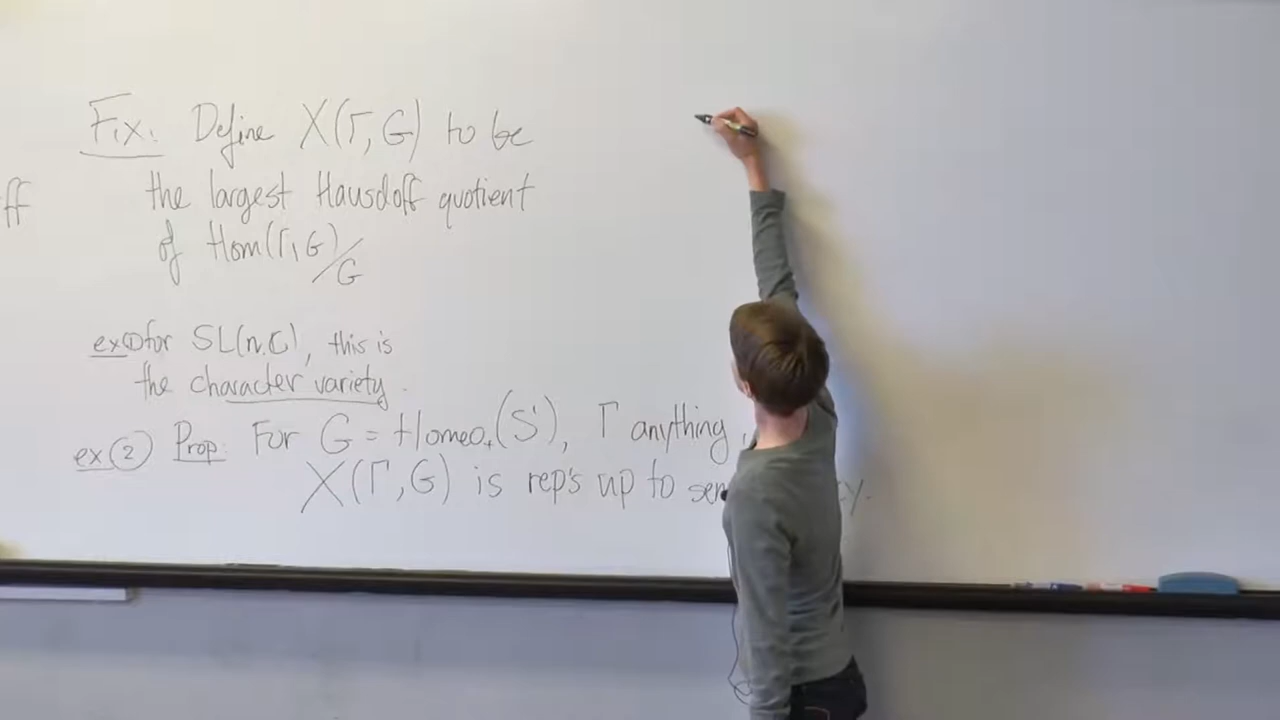 ff
Fix: Define X(Γ, G) to be
the largest Hausdoff quotient
of Hom(Γ, G)/G
ex① for SL(n,C), this is
the character variety.
ex② Prop: For G = Homeo₊(S¹), Γ anything,
X(Γ,G) is rep's up to